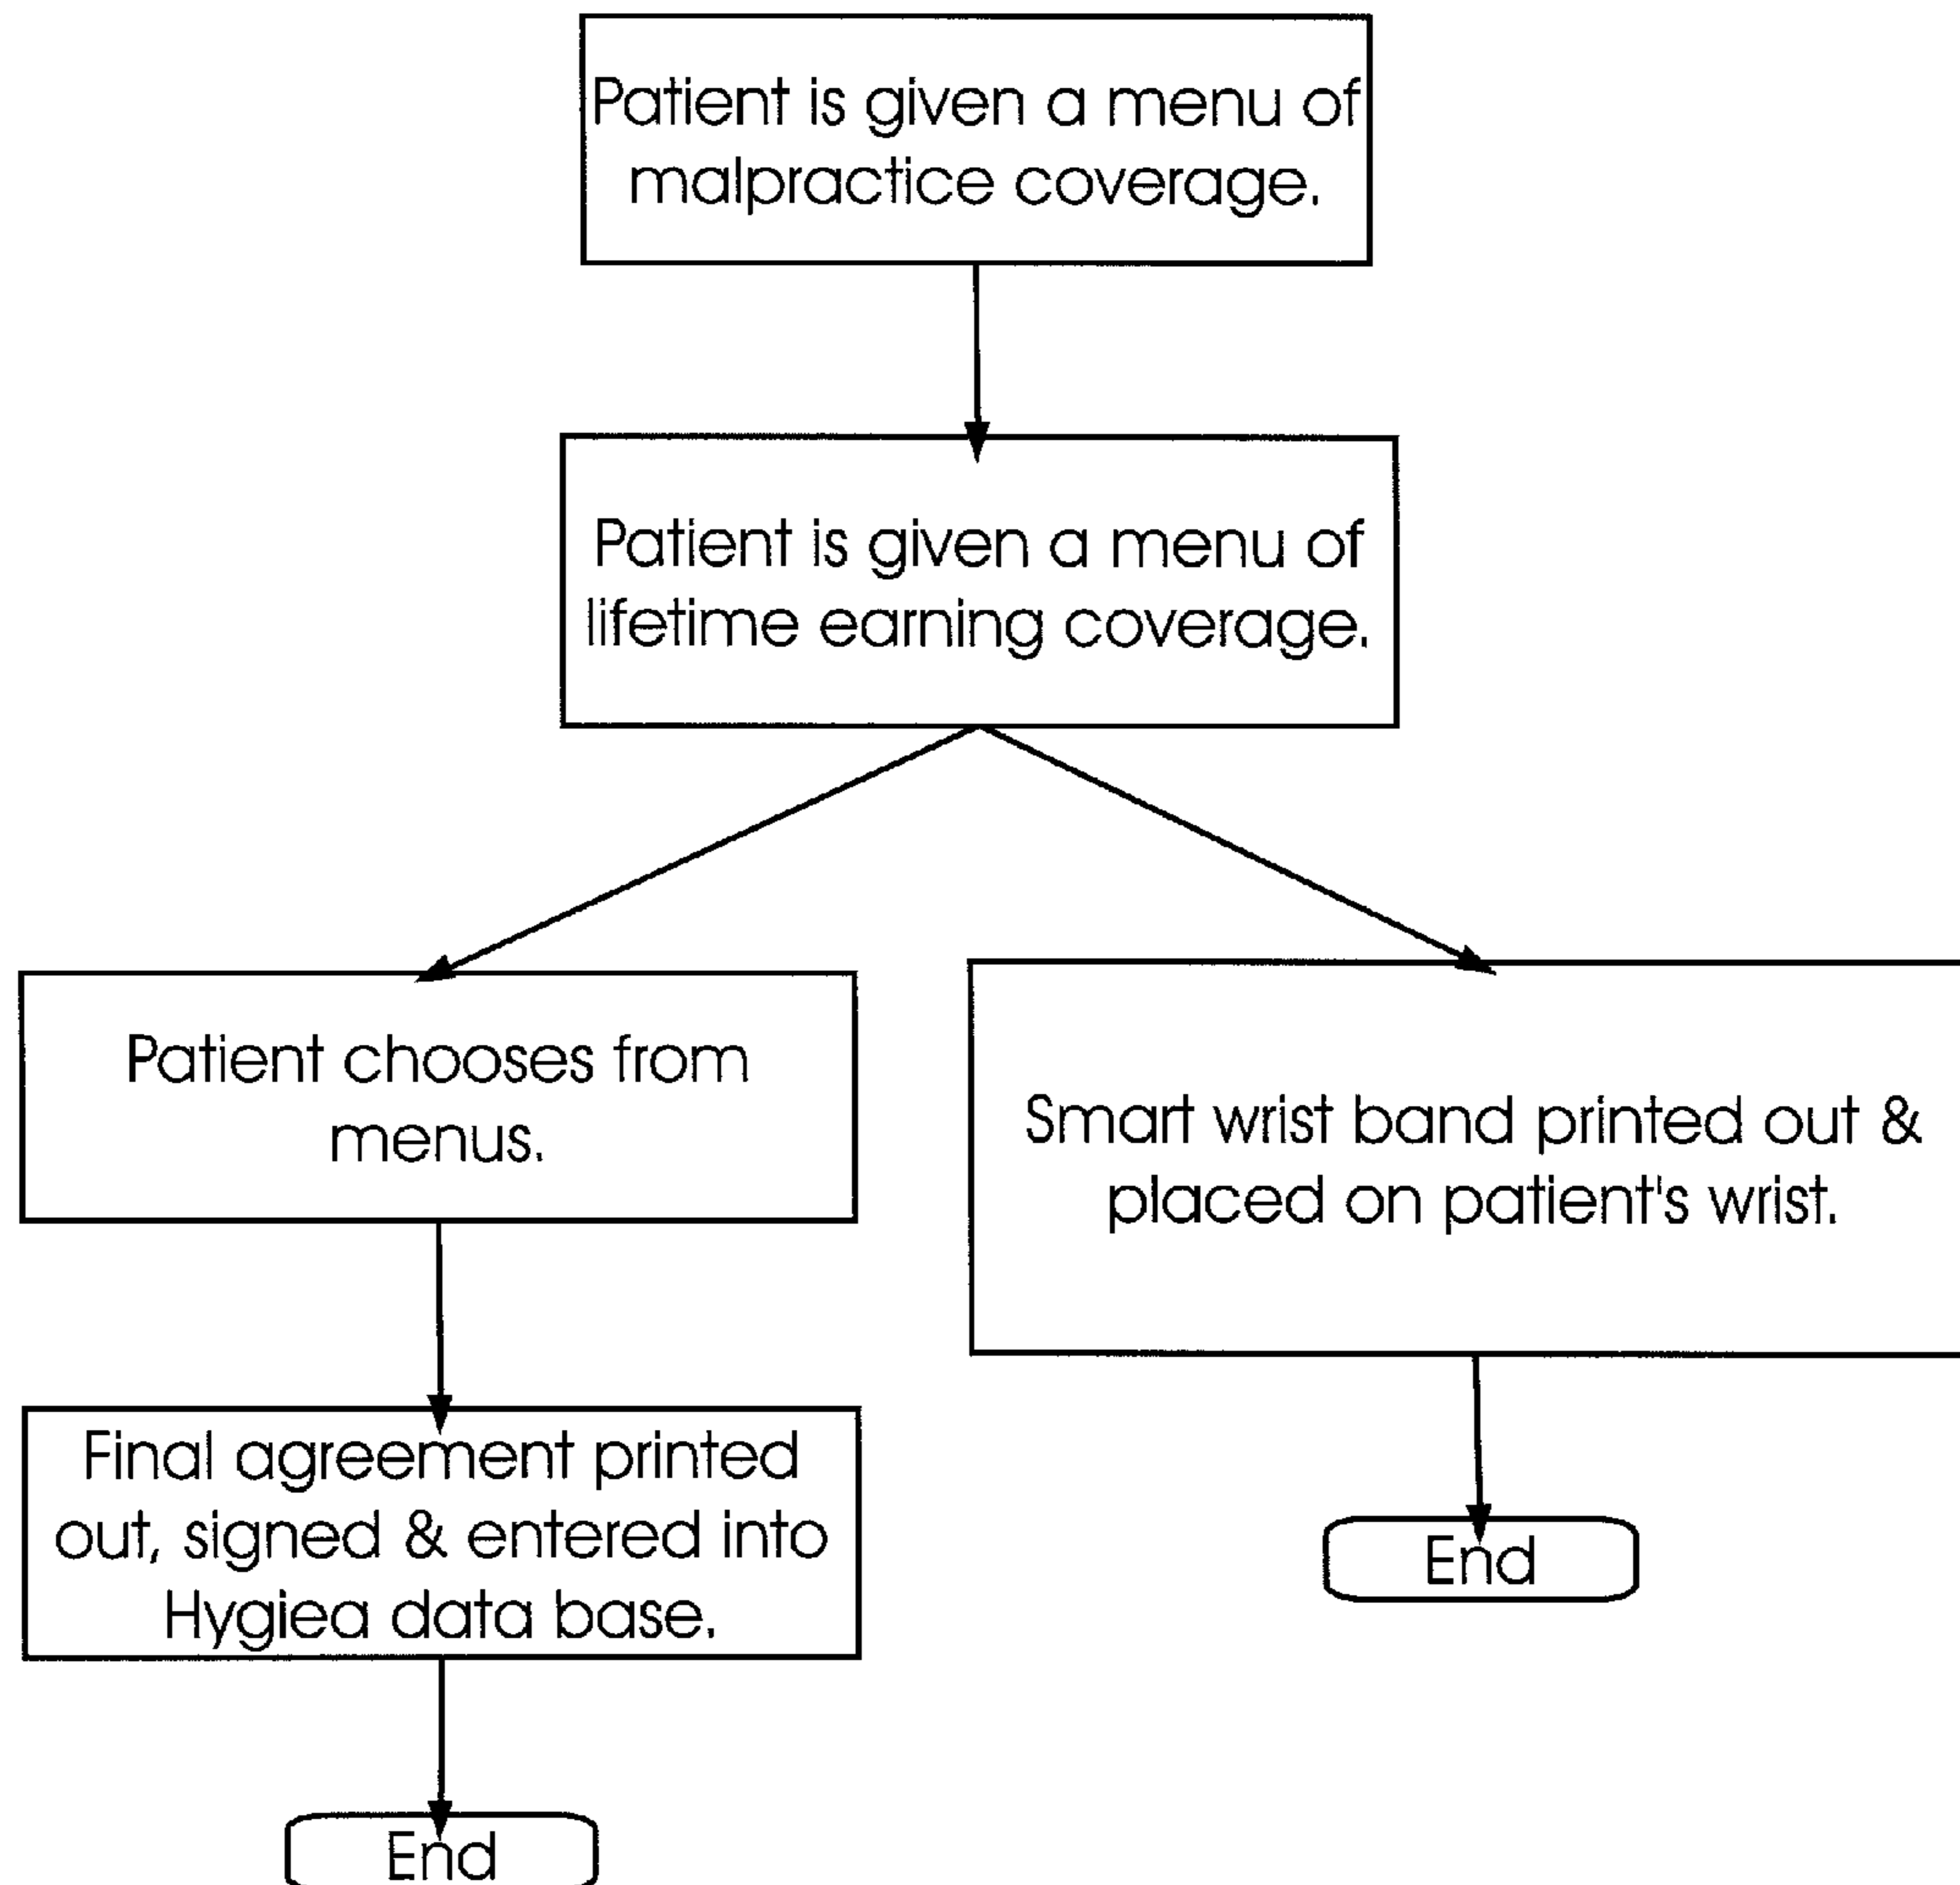 Patient is given a menu of
malpractice coverage.
Patient is given a menu of
lifetime earning coverage.
Patient chooses from
menus.
Smart wrist band printed out &
placed on patient's wrist.
Final agreement printed
out, signed & entered into
Hygiea data base.
End
End